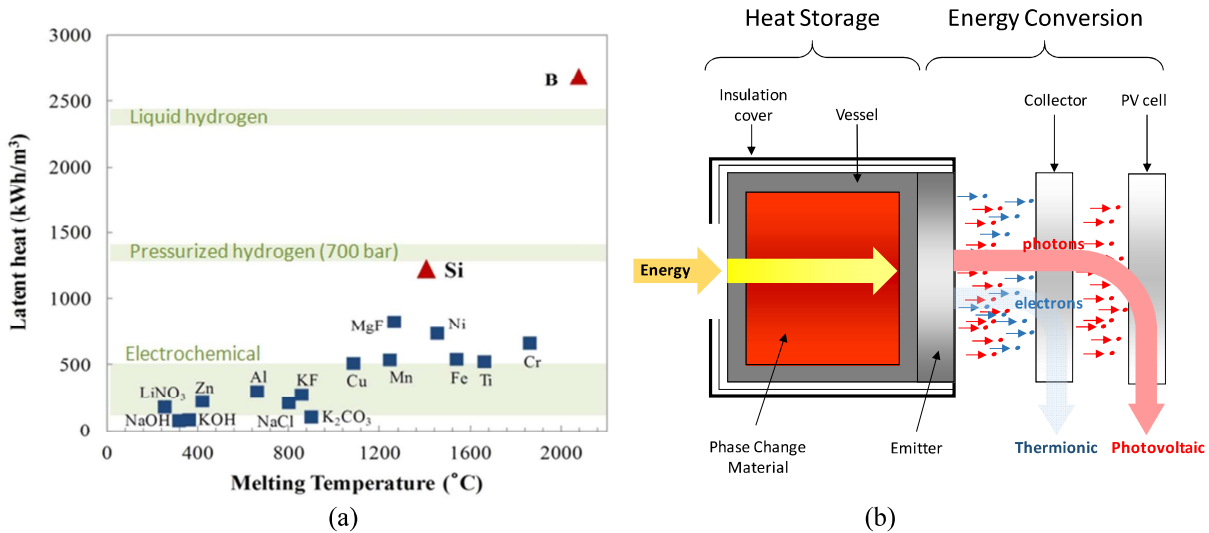 3000
2500
2000
1500
1000
500
0
Latent heat (kWh/m³)
0
400
800
1200
1600
2000
Melting Temperature (˚C)
Liquid hydrogen
Pressurized hydrogen (700 bar)
Electrochemical
B
Si
MgF
Ni
Cr
Cu
Mn
Fe
Ti
Al
KF
LiNO₃
Zn
NaOH
KOH
NaCl
K₂CO₃
(a)
Heat Storage
Energy Conversion
Insulation
cover
Vessel
Collector
PV cell
Energy
photons
electrons
Phase Change
Material
Emitter
Thermionic
Photovoltaic
(b)